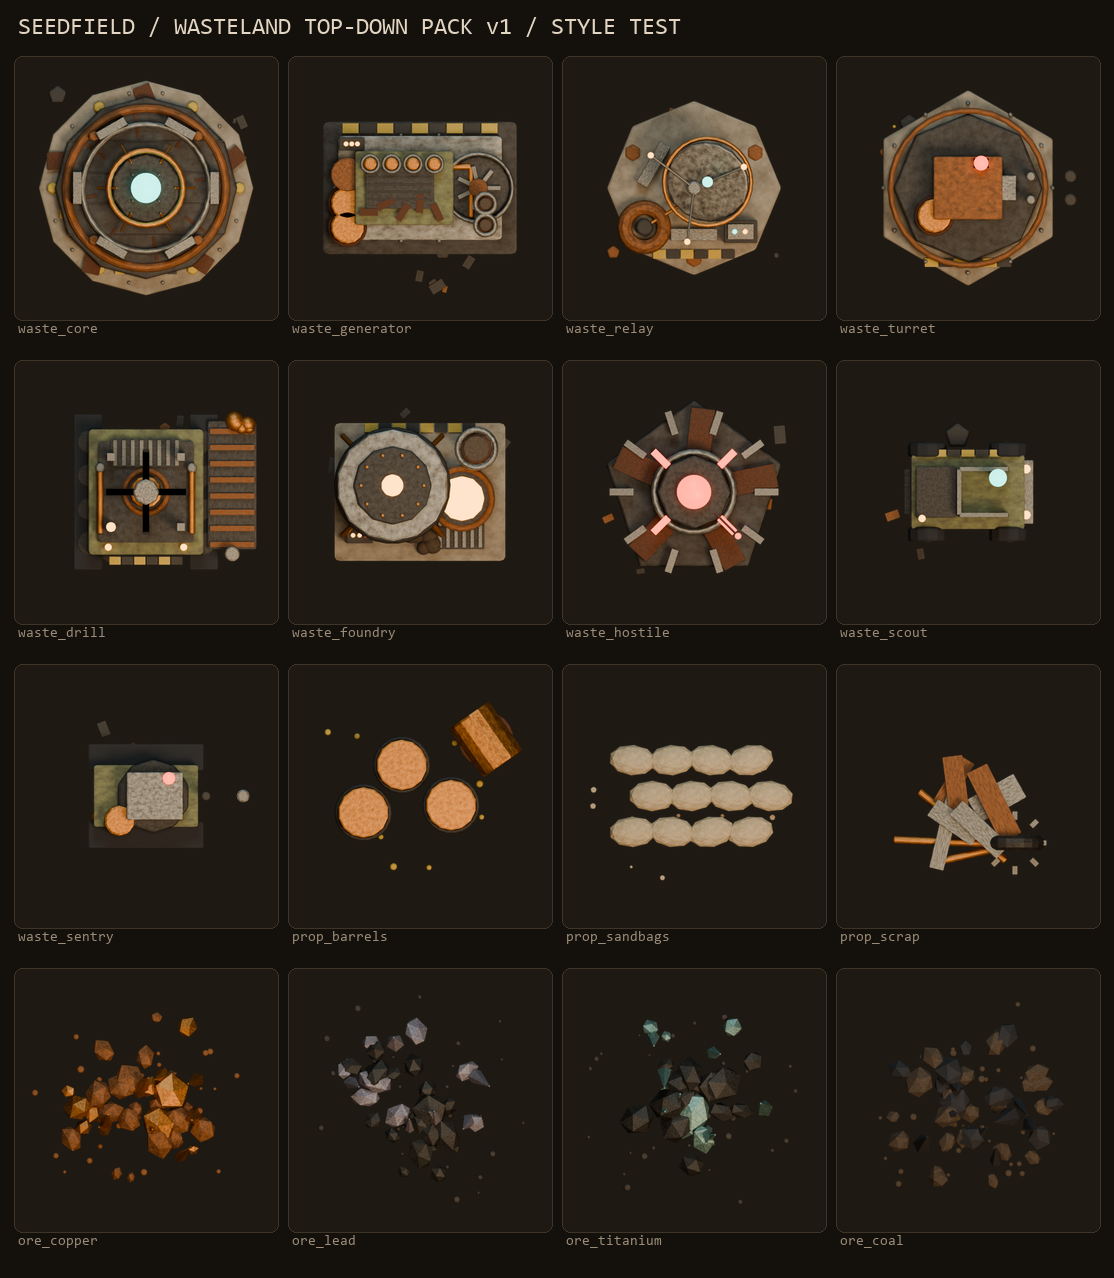 SEEDFIELD / WASTELAND TOP-DOWN PACK v1 / STYLE TEST
waste_core
waste_generator
waste_relay
waste_turret
waste_drill
waste_foundry
waste_hostile
waste_scout
waste_sentry
prop_barrels
prop_sandbags
prop_scrap
ore_copper
ore_lead
ore_titanium
ore_coal